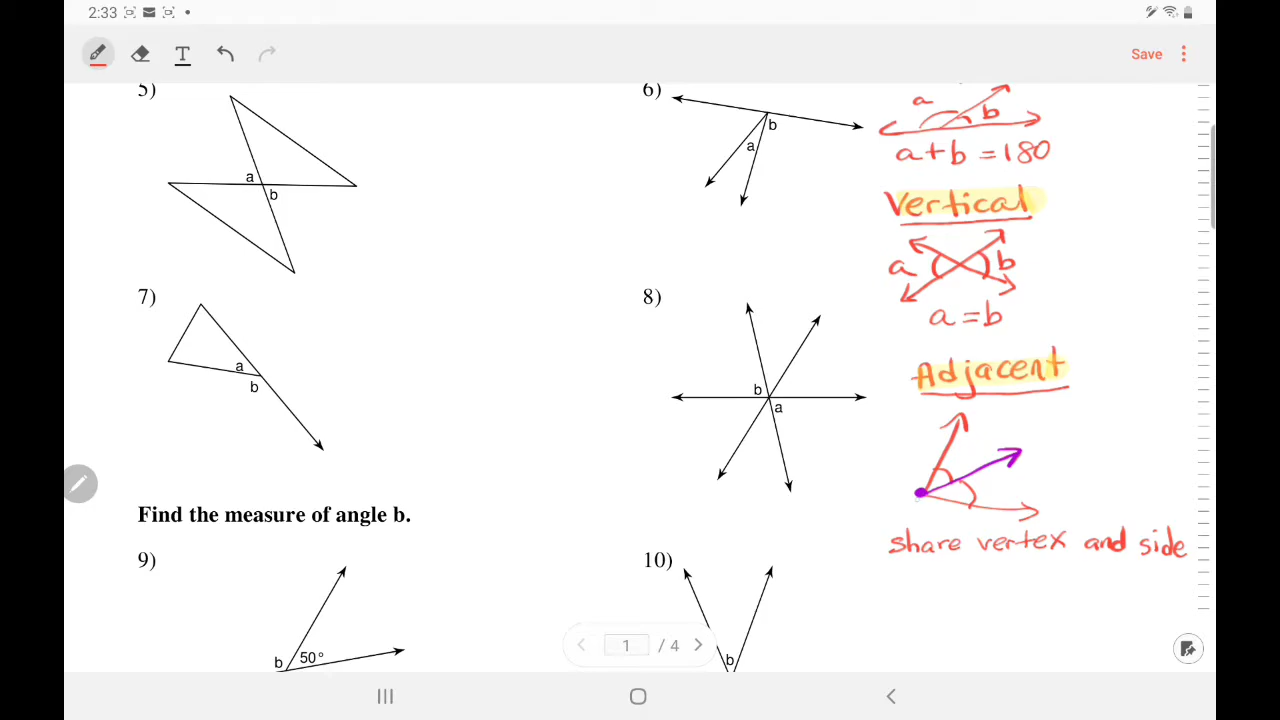 2:33
T
Save
5)
a
b
6)
b
a
a
b
a+b=180
Vertical
a
b
a=b
7)
a
b
8)
b
a
Adjacent
share vertex and side
Find the measure of angle b.
9)
b
50°
10)
b
1 / 4